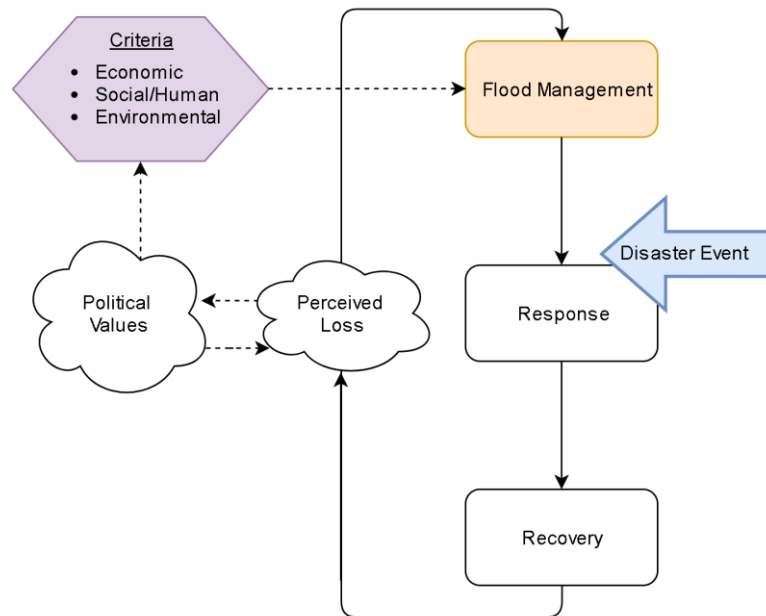 Criteria
• Economic
• Social/Human
• Environmental
Flood Management
Disaster Event
Political
Values
Perceived
Loss
Response
Recovery